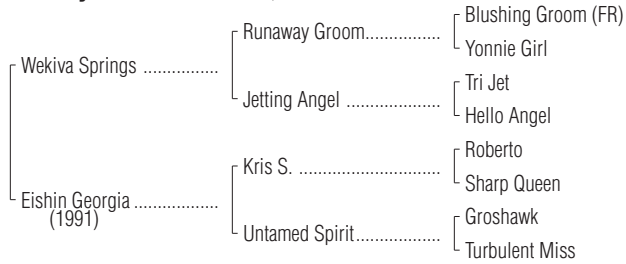 Blushing Groom (FR)
Runaway Groom.................
Yonnie Girl
Wekiva Springs ................
Tri Jet
Jetting Angel ....................
Hello Angel
Roberto
Kris S. ..............................
Sharp Queen
Eishin Georgia ..................
(1991)
Groshawk
Untamed Spirit..................
Turbulent Miss